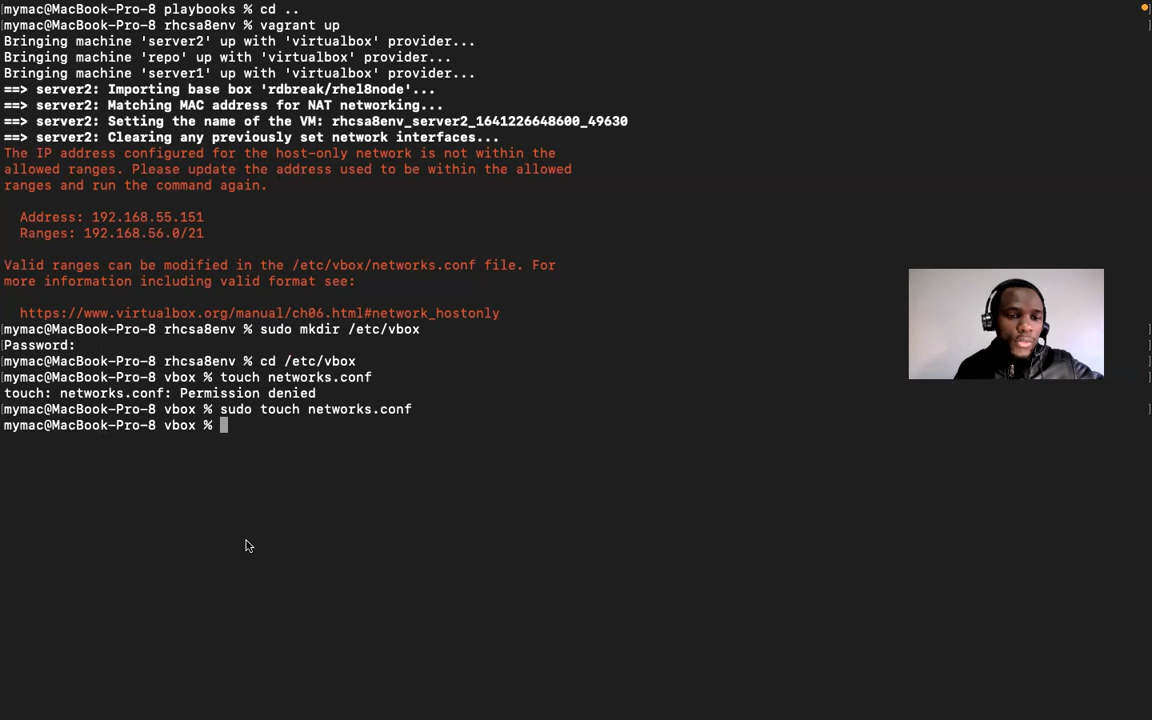 [mymac@MacBook-Pro-8 playbooks % cd ..
[mymac@MacBook-Pro-8 rhcsa8env % vagrant up
Bringing machine 'server2' up with 'virtualbox' provider...
Bringing machine 'repo' up with 'virtualbox' provider...
Bringing machine 'server1' up with 'virtualbox' provider...
==> server2: Importing base box 'rdbreak/rhel8node'...
==> server2: Matching MAC address for NAT networking...
==> server2: Setting the name of the VM: rhcsa8env_server2_1641226648600_49630
==> server2: Clearing any previously set network interfaces...
The IP address configured for the host-only network is not within the
allowed ranges. Please update the address used to be within the allowed
ranges and run the command again.
Address: 192.168.55.151
Ranges: 192.168.56.0/21
Valid ranges can be modified in the /etc/vbox/networks.conf file. For
more information including valid format see:
https://www.virtualbox.org/manual/ch06.html#network_hostonly
[mymac@MacBook-Pro-8 rhcsa8env % sudo mkdir /etc/vbox
[Password:
[mymac@MacBook-Pro-8 rhcsa8env % cd /etc/vbox
[mymac@MacBook-Pro-8 vbox % touch networks.conf
touch: networks.conf: Permission denied
[mymac@MacBook-Pro-8 vbox % sudo touch networks.conf
mymac@MacBook-Pro-8 vbox %